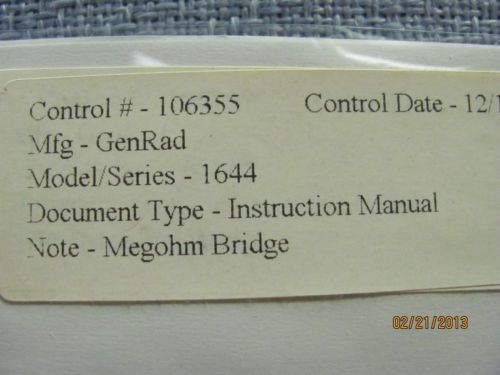 Control # - 106355 Control Date - 12/1
Mfg - GenRad
Model/Series - 1644
Document Type - Instruction Manual
Note - Megohm Bridge
02/21/2013